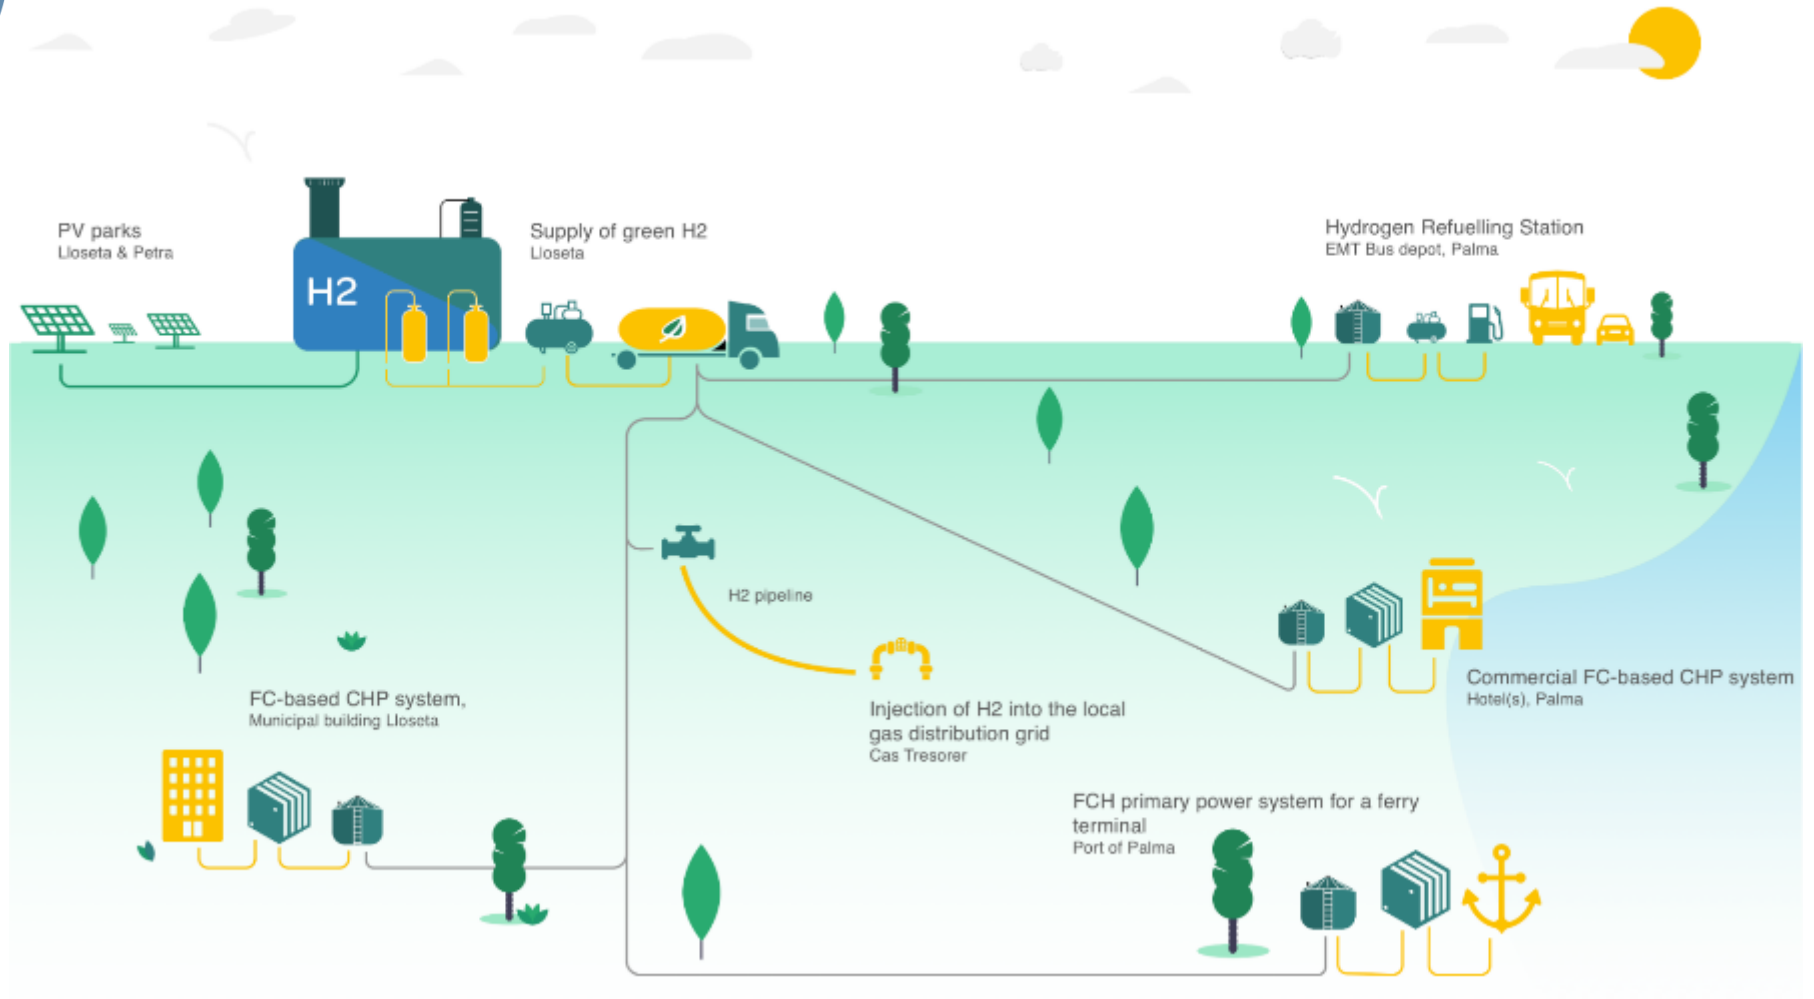 PV parks
Lloseta & Petra
H2
Supply of green H2
Lloseta
Hydrogen Refuelling Station
EMT Bus depot, Palma
H2 pipeline
Injection of H2 into the local
gas distribution grid
Cas Tresorer
Commercial FC-based CHP system
Hotel(s), Palma
FC-based CHP system,
Municipal building Lloseta
FCH primary power system for a ferry
terminal
Port of Palma